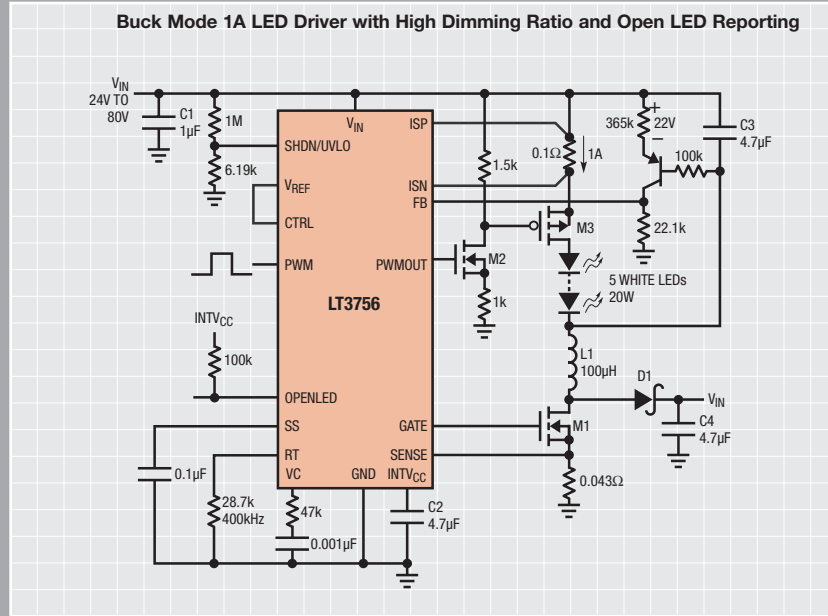 Buck Mode 1A LED Driver with High Dimming Ratio and Open LED Reporting
VIN
24V TO
80V
C1
1µF
1M
6.19k
VIN
ISP
SHDN/UVLO
VREF
CTRL
ISN
FB
PWM
PWMOUT
LT3756
INTVCC
100k
OPENLED
SS
RT
VC
GND
INTVCC
GATE
SENSE
0.1µF
28.7k
400kHz
47k
0.001µF
C2
4.7µF
1.5k
0.1Ω
1A
365k
+
22V
–
C3
4.7µF
100k
22.1k
M3
M2
1k
5 WHITE LEDs
20W
L1
100µH
D1
VIN
C4
4.7µF
M1
0.043Ω